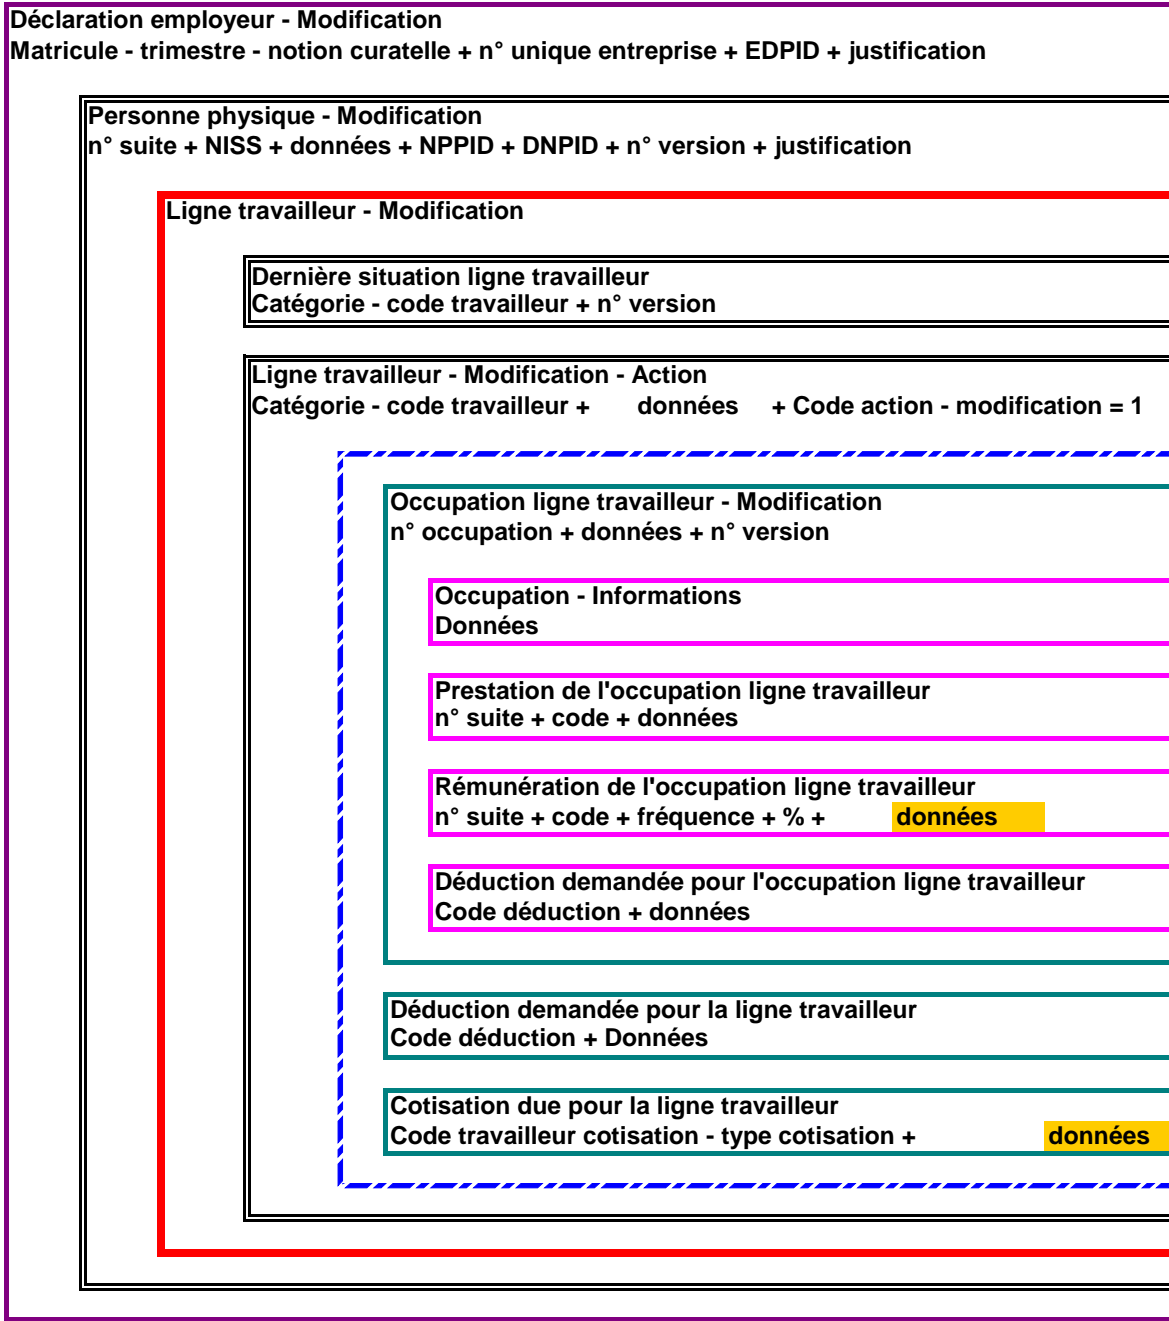 Déclaration employeur - Modification
Matricule - trimestre - notion curatelle + n° unique entreprise + EDPID + justification
Personne physique - Modification
n° suite + NISS + données + NPPID + DNPID + n° version + justification
Ligne travailleur - Modification
Dernière situation ligne travailleur
Catégorie - code travailleur + n° version
Ligne travailleur - Modification - Action
Catégorie - code travailleur + données + Code action - modification = 1
Occupation ligne travailleur - Modification
n° occupation + données + n° version
Occupation - Informations
Données
Prestation de l'occupation ligne travailleur
n° suite + code + données
Rémunération de l'occupation ligne travailleur
n° suite + code + fréquence + % + données
Déduction demandée pour l'occupation ligne travailleur
Code déduction + données
Déduction demandée pour la ligne travailleur
Code déduction + Données
Cotisation due pour la ligne travailleur
Code travailleur cotisation - type cotisation + données